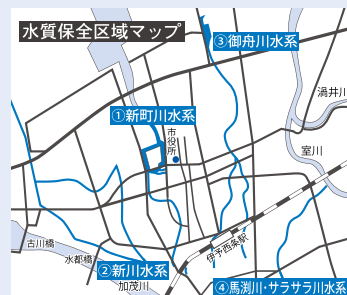 水質保全区域マップ
③御舟川水系
渦井川
①新町川水系
市役所
室川
古川橋
水都橋
伊予西条駅
②新川水系
加茂川
④馬渕川・サラサラ川水系